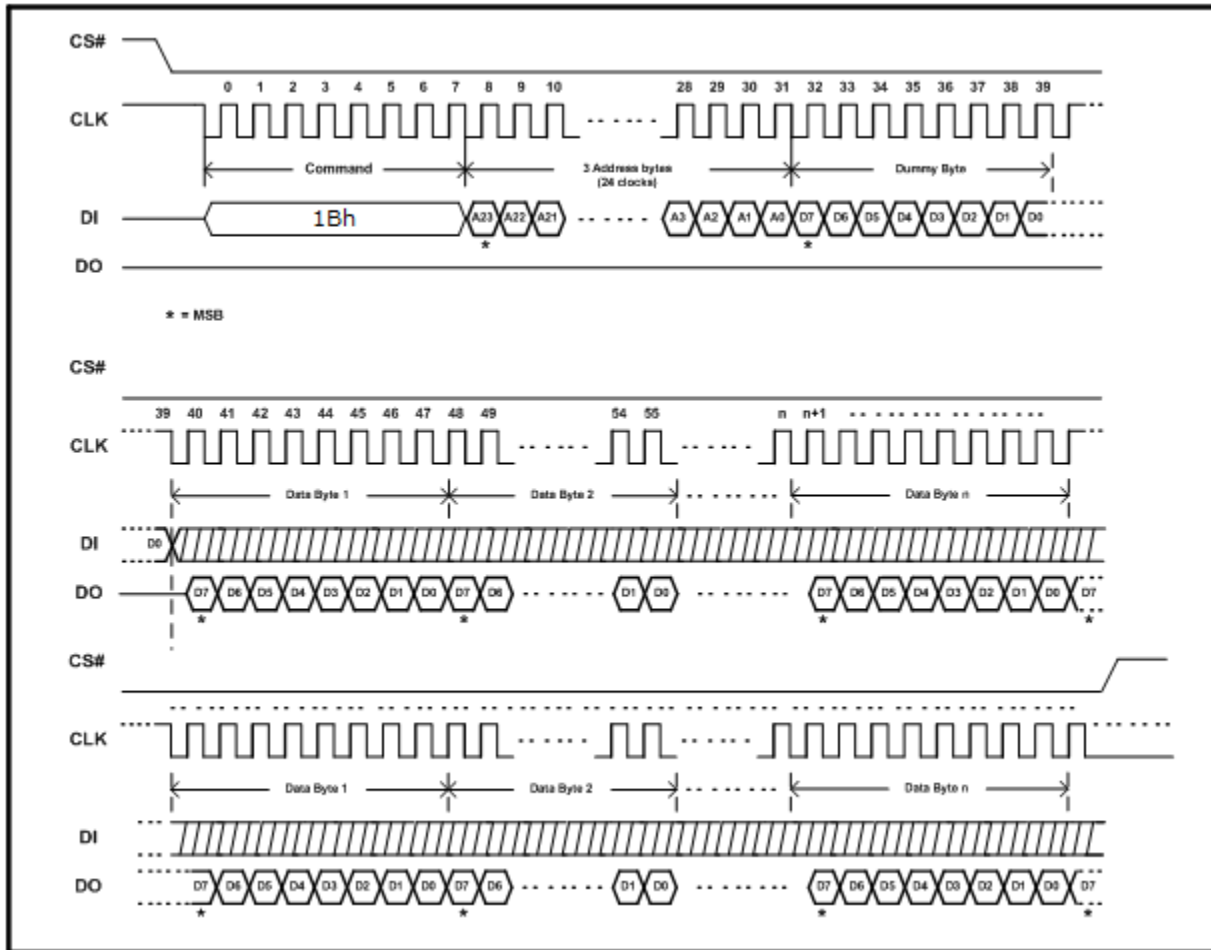 CS#
0 1 2 3 4 5 6 7 8 9 10 28 29 30 31 32 33 34 35 36 37 38 39
CLK
Command 3 Address bytes Dummy Byte
(24 clocks)
DI 1Bh A23 A22 A21 A3 A2 A1 A0 D7 D6 D5 D4 D3 D2 D1 D0
* *
DO
* = MSB
CS#
39 40 41 42 43 44 45 46 47 48 49 54 55 n n+1
CLK
Data Byte 1 Data Byte 2 Data Byte n
DI D0
DO D7 D6 D5 D4 D3 D2 D1 D0 D7 D6 D1 D0 D7 D6 D5 D4 D3 D2 D1 D0 D7
* * * *
CS#
CLK
Data Byte 1 Data Byte 2 Data Byte n
DI
DO D7 D6 D5 D4 D3 D2 D1 D0 D7 D6 D1 D0 D7 D6 D5 D4 D3 D2 D1 D0 D7
* * * *